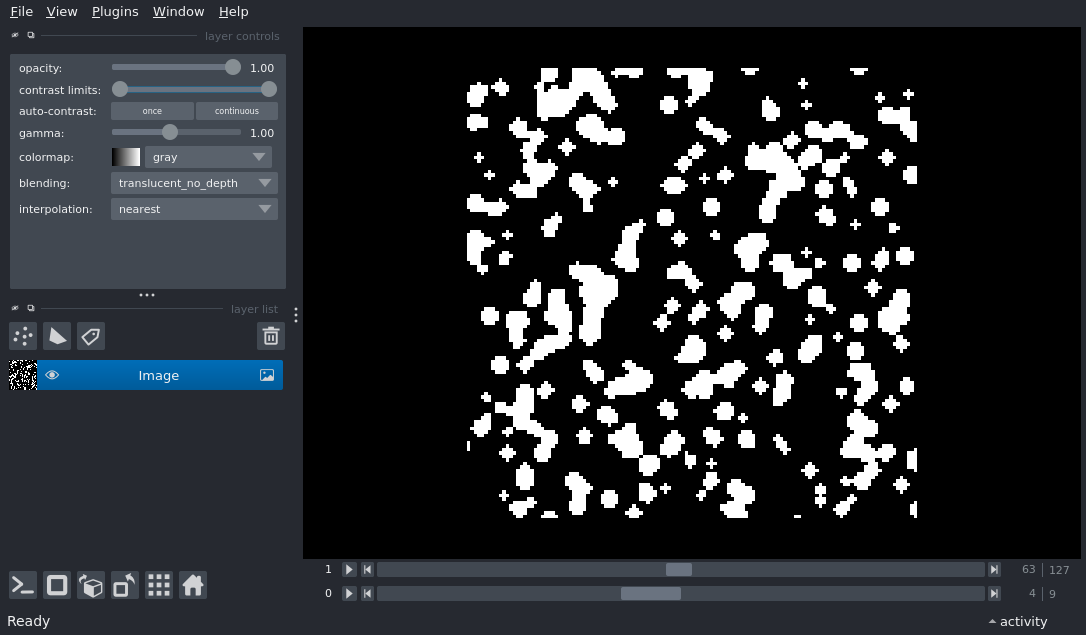 File View Plugins Window Help
layer controls
opacity: 1.00
contrast limits:
auto-contrast: once continuous
gamma: 1.00
colormap: gray
blending: translucent_no_depth
interpolation: nearest
layer list
Image
1 63 127
0 4 9
Ready activity